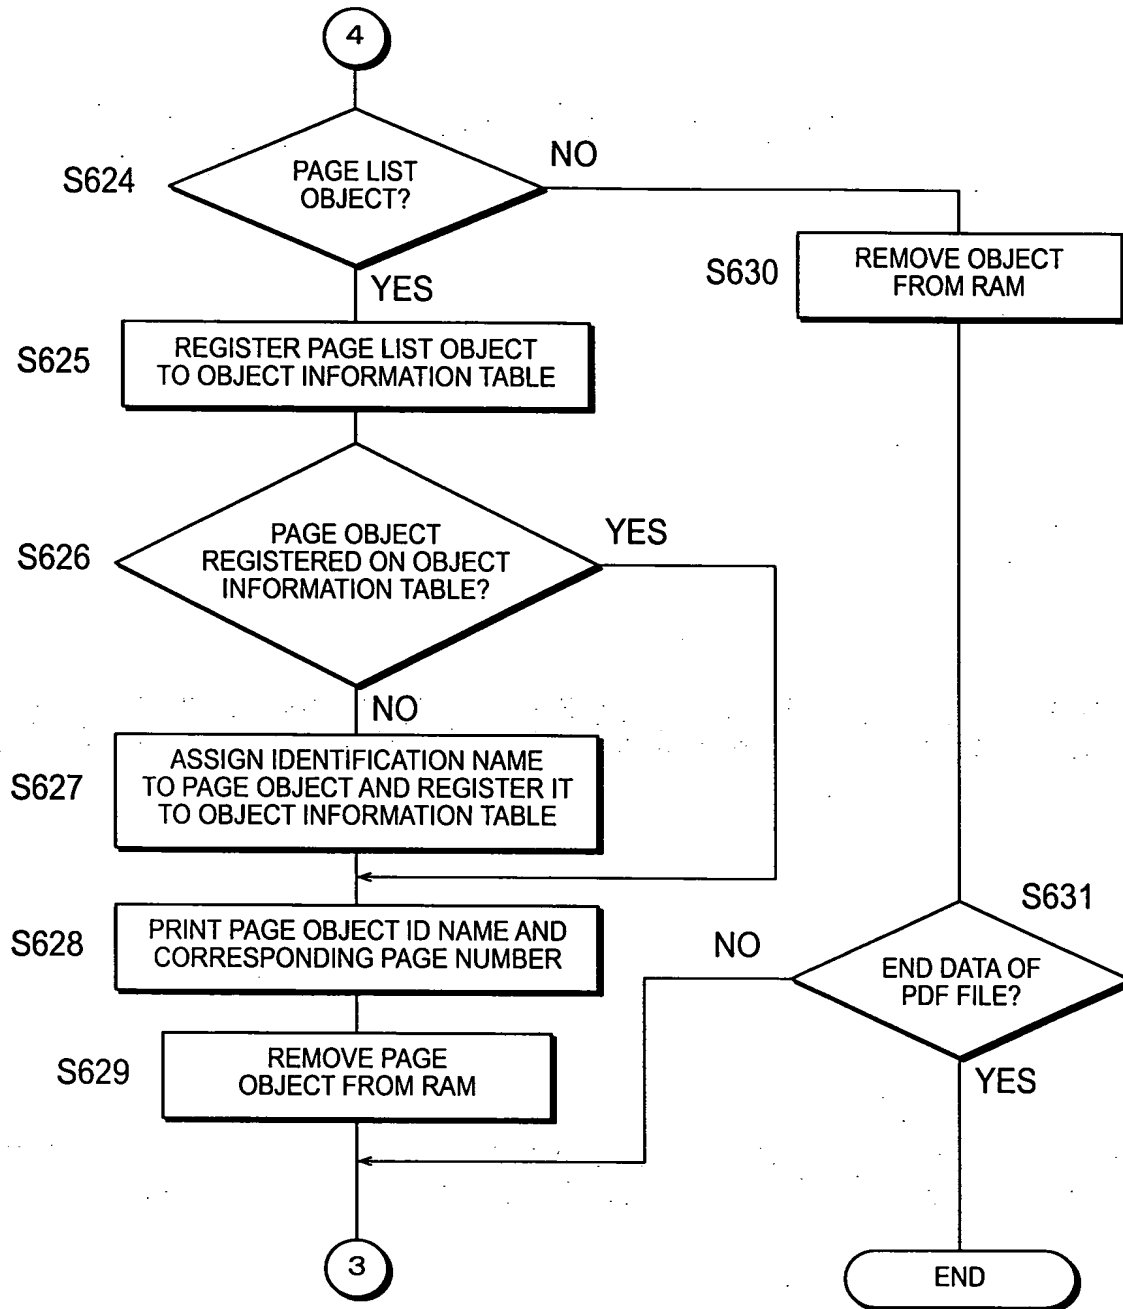 4
S624
PAGE LIST
OBJECT?
NO
YES
S630
REMOVE OBJECT
FROM RAM
S625
REGISTER PAGE LIST OBJECT
TO OBJECT INFORMATION TABLE
S626
PAGE OBJECT
REGISTERED ON OBJECT
INFORMATION TABLE?
YES
NO
S627
ASSIGN IDENTIFICATION NAME
TO PAGE OBJECT AND REGISTER IT
TO OBJECT INFORMATION TABLE
S628
PRINT PAGE OBJECT ID NAME AND
CORRESPONDING PAGE NUMBER
S631
NO
END DATA OF
PDF FILE?
YES
S629
REMOVE PAGE
OBJECT FROM RAM
3
END